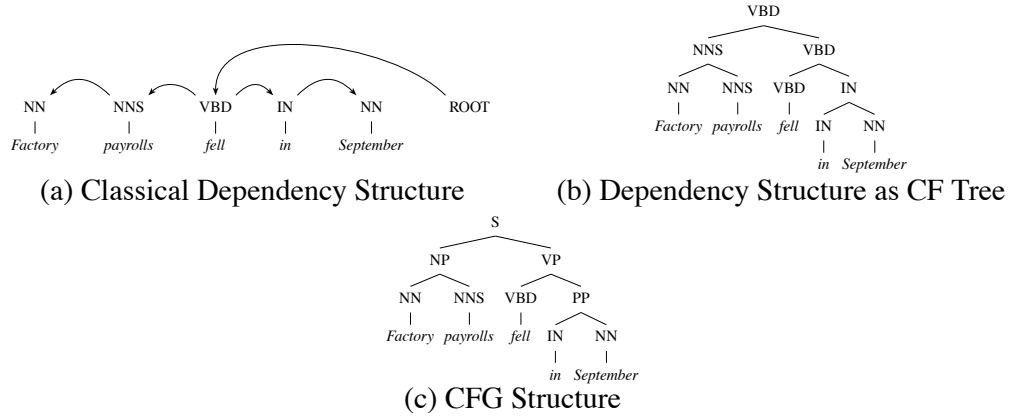 NN NNS VBD IN NN ROOT
Factory payrolls fell in September
(a) Classical Dependency Structure
VBD
NNS VBD
NN NNS VBD IN
Factory payrolls fell IN NN
in September
(b) Dependency Structure as CF Tree
S
NP VP
NN NNS VBD PP
Factory payrolls fell IN NN
in September
(c) CFG Structure